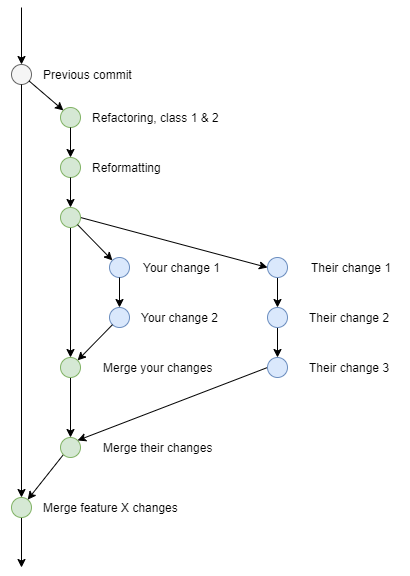 Previous commit
Refactoring, class 1 & 2
Reformatting
Your change 1
Their change 1
Your change 2
Their change 2
Merge your changes
Their change 3
Merge their changes
Merge feature X changes